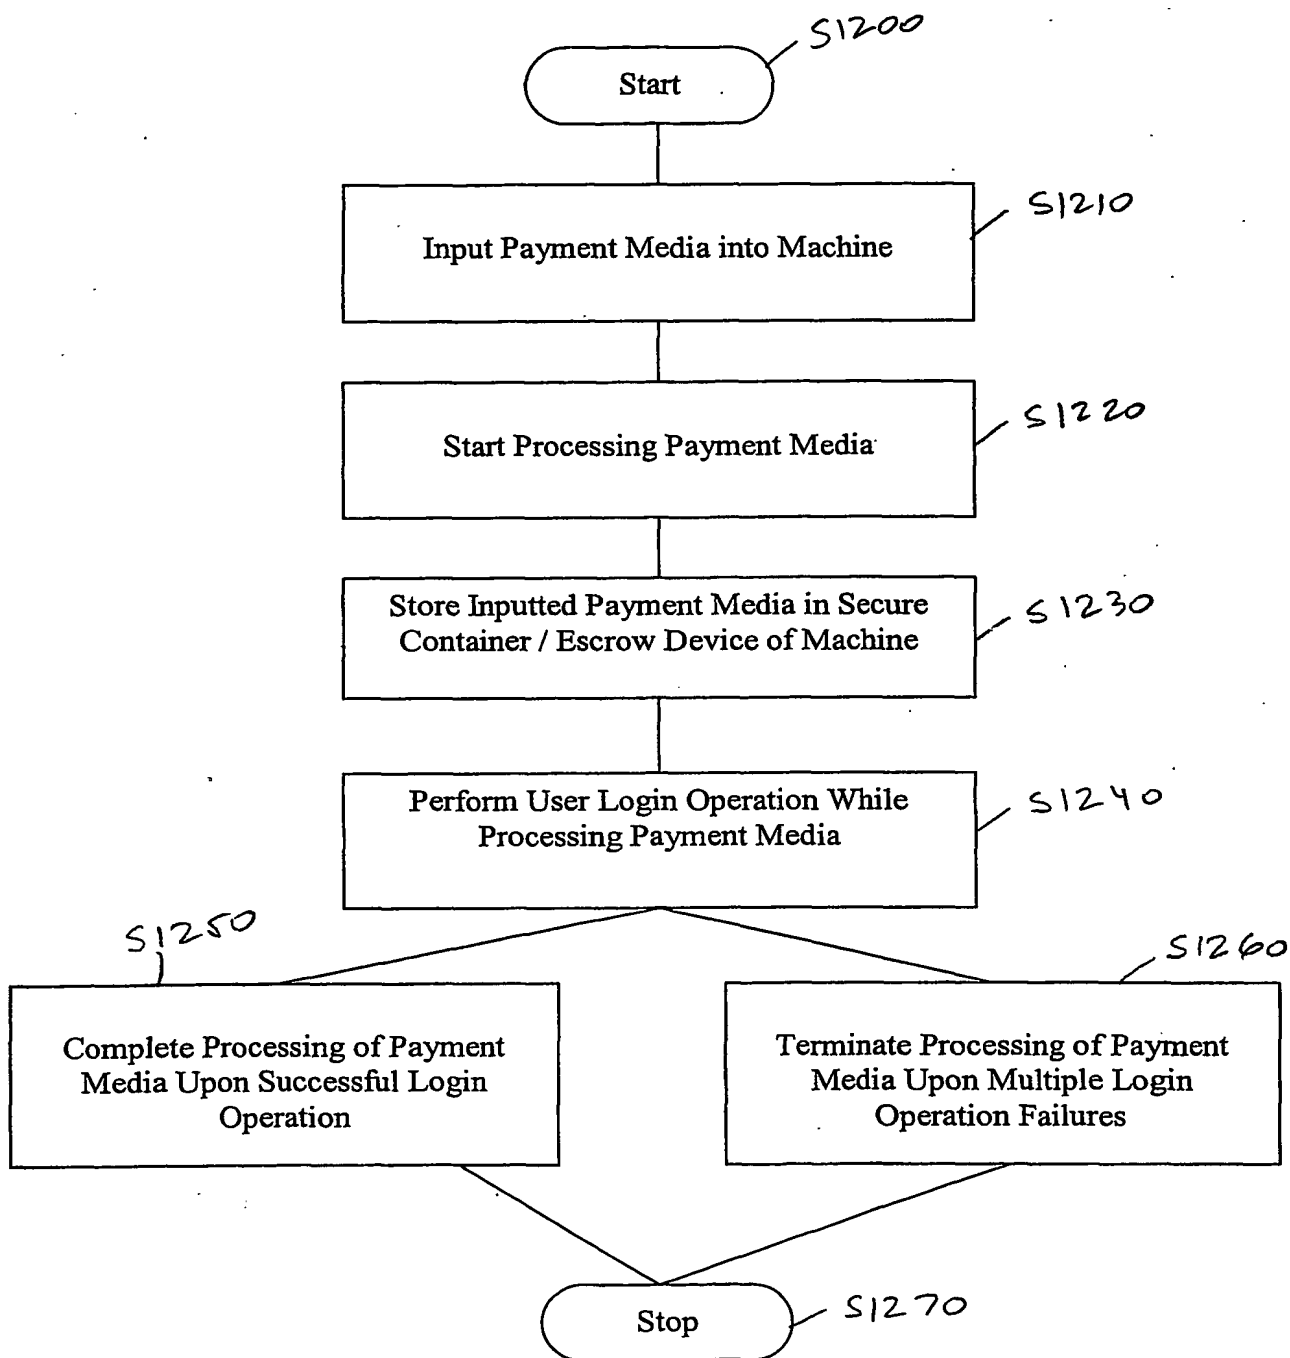 S1200
Start
S1210
Input Payment Media into Machine
S1220
Start Processing Payment Media
Store Inputted Payment Media in Secure
Container / Escrow Device of Machine
S1230
Perform User Login Operation While
Processing Payment Media
S1240
S1250
S1260
Complete Processing of Payment
Media Upon Successful Login
Operation
Terminate Processing of Payment
Media Upon Multiple Login
Operation Failures
Stop
S1270